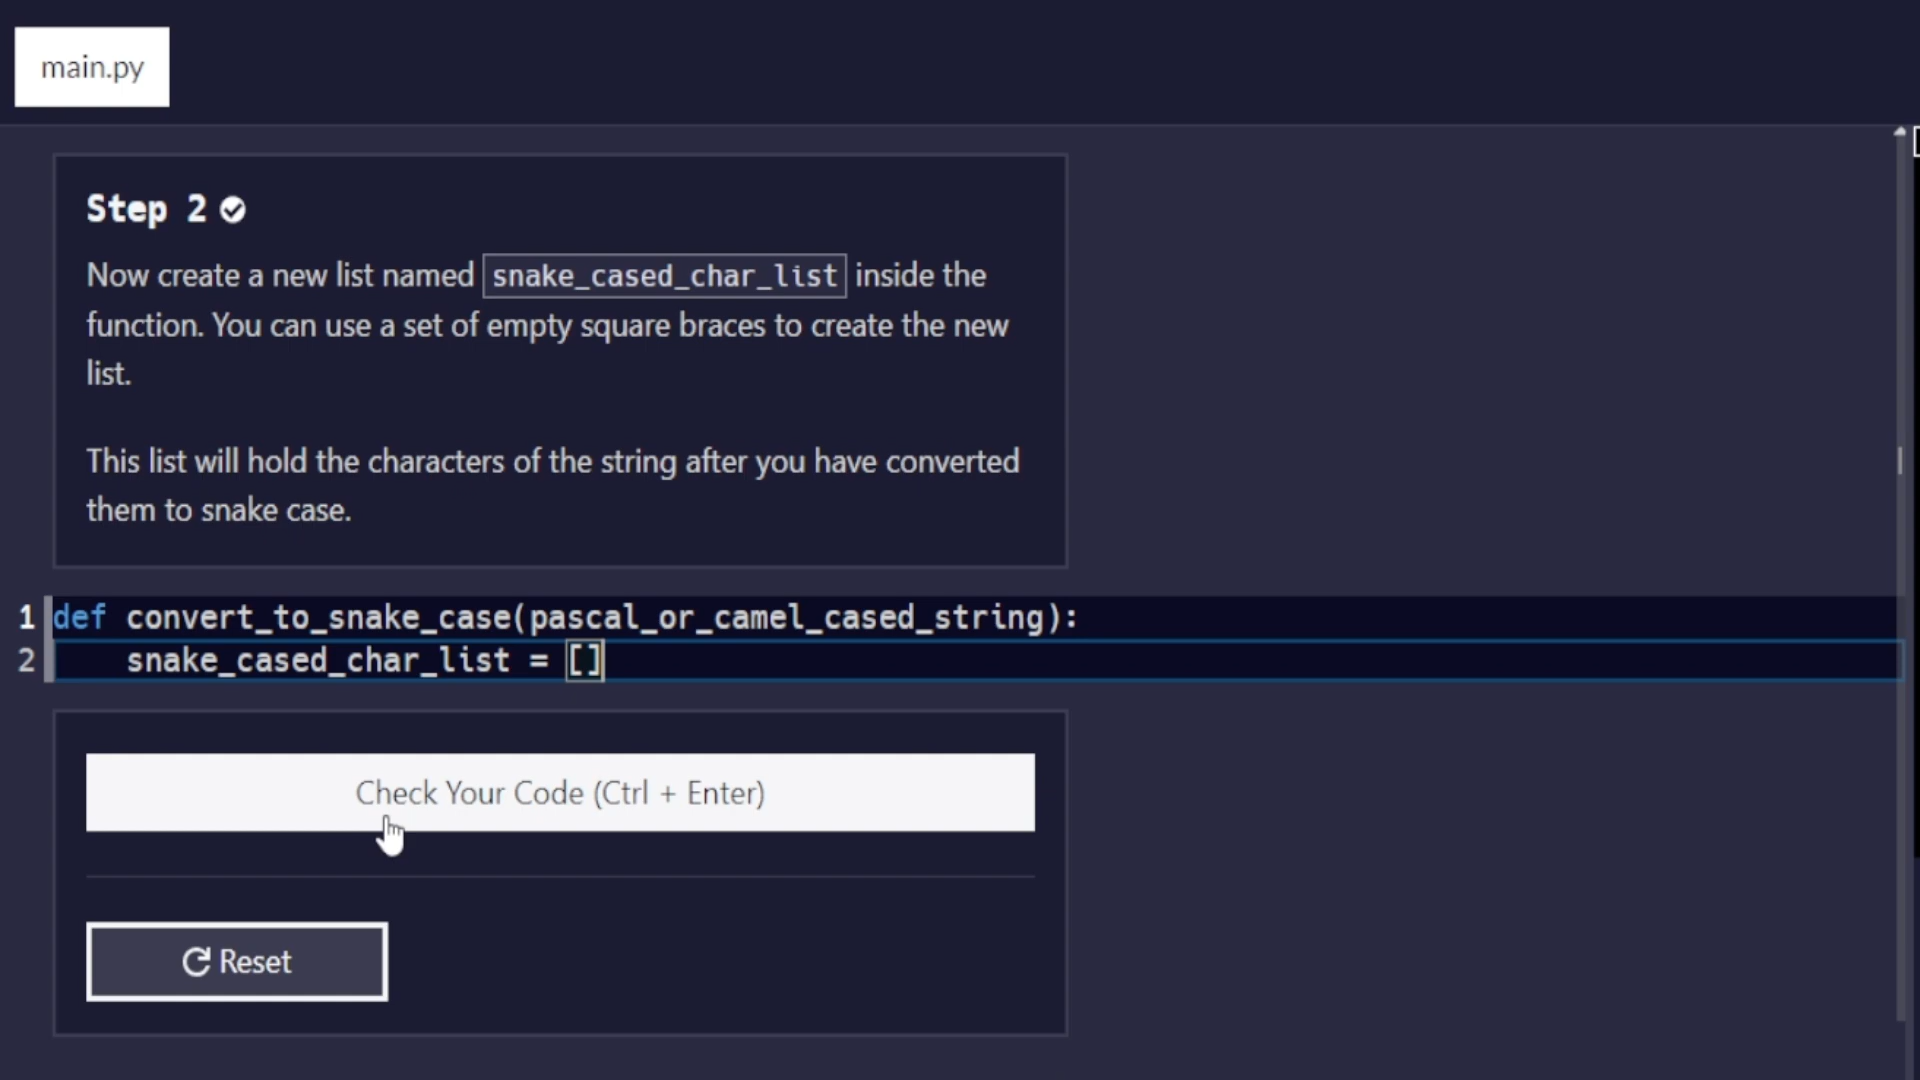 main.py
Step 2
Now create a new list named snake_cased_char_list inside the
function. You can use a set of empty square braces to create the new
list.
This list will hold the characters of the string after you have converted
them to snake case.
1 def convert_to_snake_case(pascal_or_camel_cased_string):
2     snake_cased_char_list = []
Check Your Code (Ctrl + Enter)
Reset